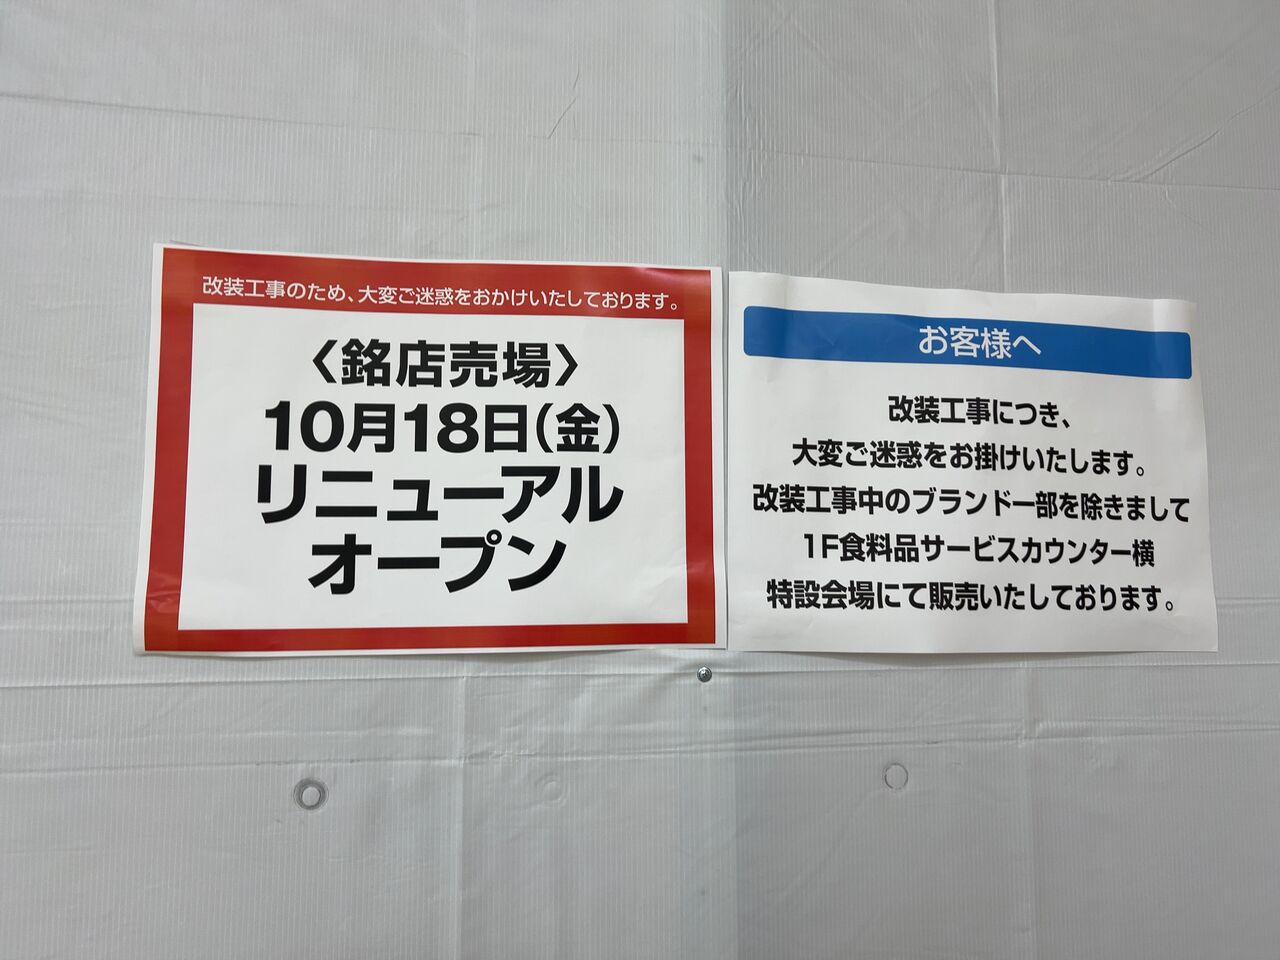 改装工事のため、大変ご迷惑をおかけいたしております。
〈銘店売場〉
10月18日(金)
リニューアル
オープン
お客様へ
改装工事につき、
大変ご迷惑をお掛けいたします。
改装工事中のブランド一部を除きまして
1F食料品サービスカウンター横
特設会場にて販売いたしております。